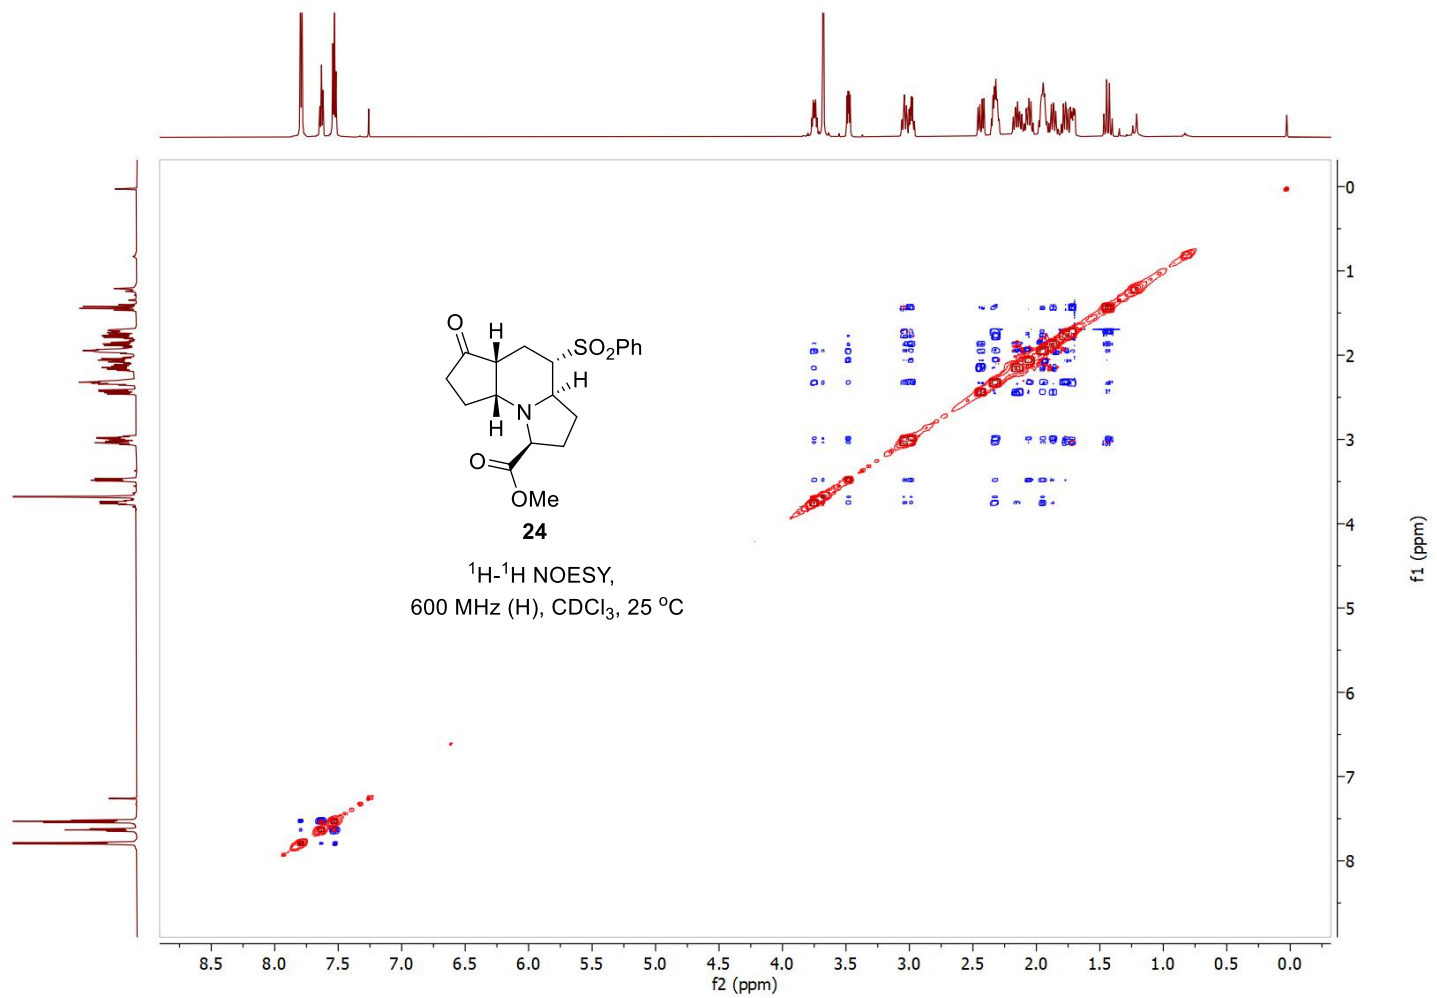 O
H
SO2Ph
H
N
H
O
OMe
24
¹H-¹H NOESY,
600 MHz (H), CDCl₃, 25 °C
0
1
2
3
4
5
6
7
8
f1 (ppm)
8.5 8.0 7.5 7.0 6.5 6.0 5.5 5.0 4.5 4.0 3.5 3.0 2.5 2.0 1.5 1.0 0.5 0.0
f2 (ppm)